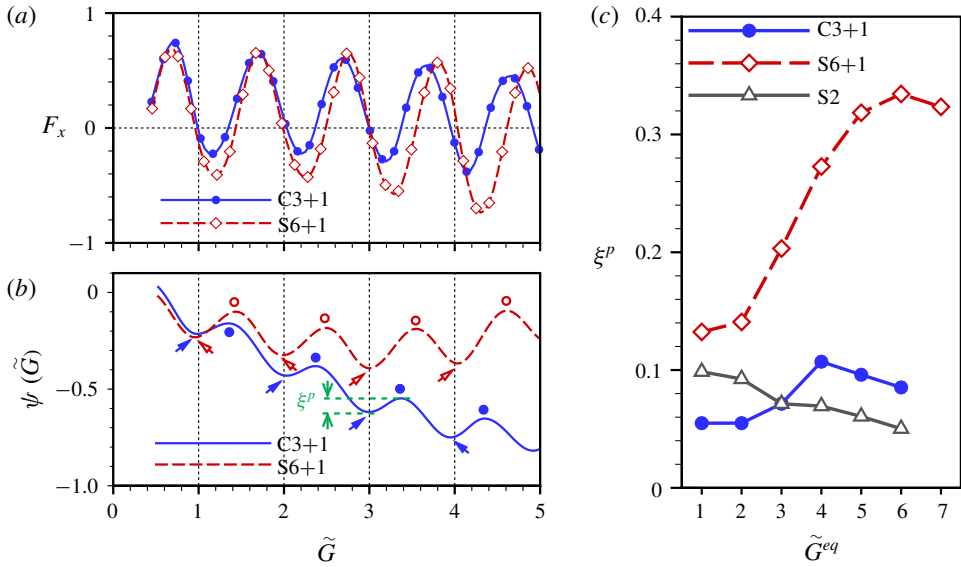 (a)
1
F_x
0
−1
C3+1
S6+1
(b)
0
−0.5
−1.0
ψ (G̃)
ξ^p
C3+1
S6+1
0 1 2 3 4 5
G̃
(c)
0.4
0.3
0.2
0.1
0
ξ^p
C3+1
S6+1
S2
1 2 3 4 5 6 7
G̃^{eq}